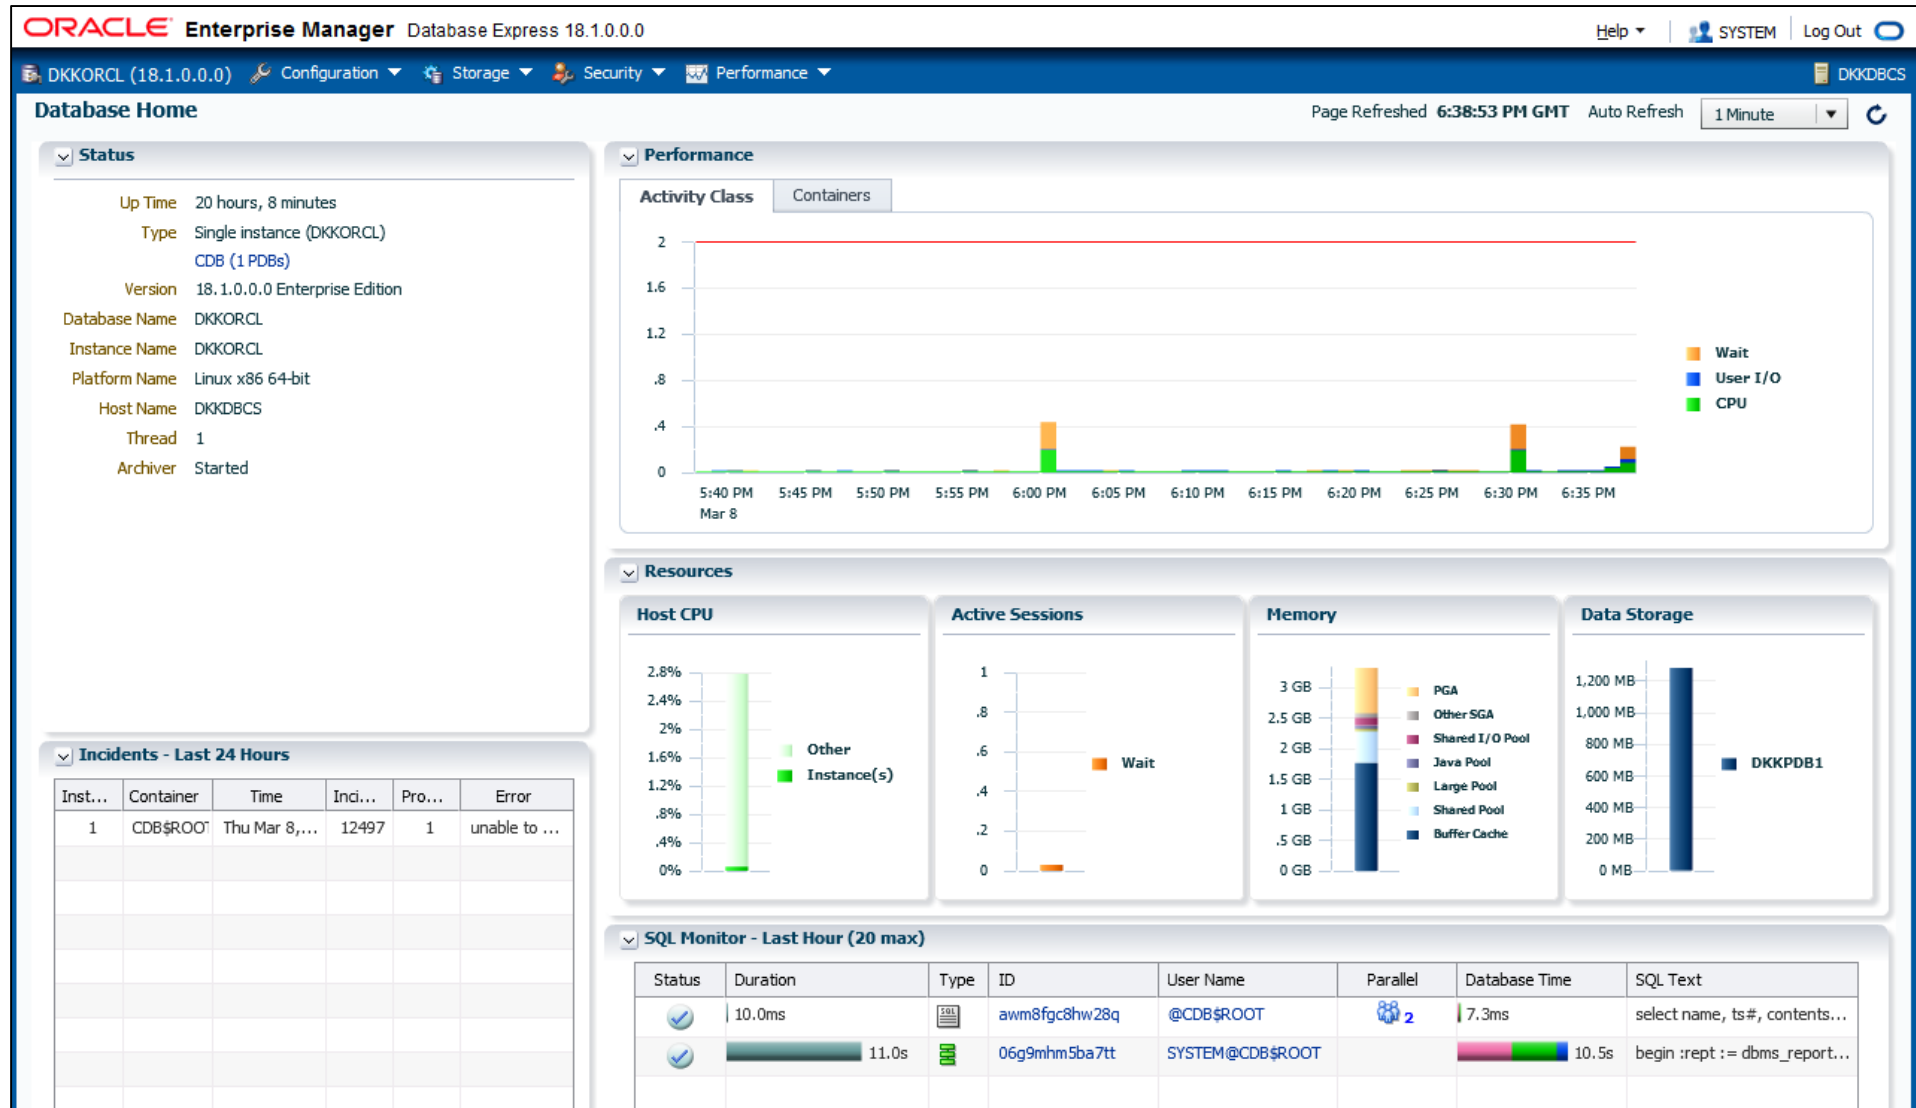 ORACLE Enterprise Manager Database Express 18.1.0.0.0
Help SYSTEM Log Out
DKKORCL (18.1.0.0.0) Configuration Storage Security Performance DKKDBCS
Database Home
Page Refreshed 6:38:53 PM GMT Auto Refresh 1 Minute
Status
Up Time 20 hours, 8 minutes
Type Single instance (DKKORCL)
CDB (1 PDBs)
Version 18.1.0.0.0 Enterprise Edition
Database Name DKKORCL
Instance Name DKKORCL
Platform Name Linux x86 64-bit
Host Name DKKDBCS
Thread 1
Archiver Started
Incidents - Last 24 Hours
Inst... Container Time Inci... Pro... Error
1 CDB$ROOT Thu Mar 8,... 12497 1 unable to ...
Performance
Activity Class Containers
2
1.6
1.2
.8
.4
0
5:40 PM 5:45 PM 5:50 PM 5:55 PM 6:00 PM 6:05 PM 6:10 PM 6:15 PM 6:20 PM 6:25 PM 6:30 PM 6:35 PM
Mar 8
Wait
User I/O
CPU
Resources
Host CPU
2.8%
2.4%
2%
1.6%
1.2%
.8%
.4%
0%
Other
Instance(s)
Active Sessions
1
.8
.6
.4
.2
0
Wait
Memory
3 GB
2.5 GB
2 GB
1.5 GB
1 GB
.5 GB
0 GB
PGA
Other SGA
Shared I/O Pool
Java Pool
Large Pool
Shared Pool
Buffer Cache
Data Storage
1,200 MB
1,000 MB
800 MB
600 MB
400 MB
200 MB
0 MB
DKKPDB1
SQL Monitor - Last Hour (20 max)
Status Duration Type ID User Name Parallel Database Time SQL Text
10.0ms SQL awm8fgc8hw28q @CDB$ROOT 2 7.3ms select name, ts#, contents...
11.0s 06g9mhm5ba7tt SYSTEM@CDB$ROOT 10.5s begin :rept := dbms_report...